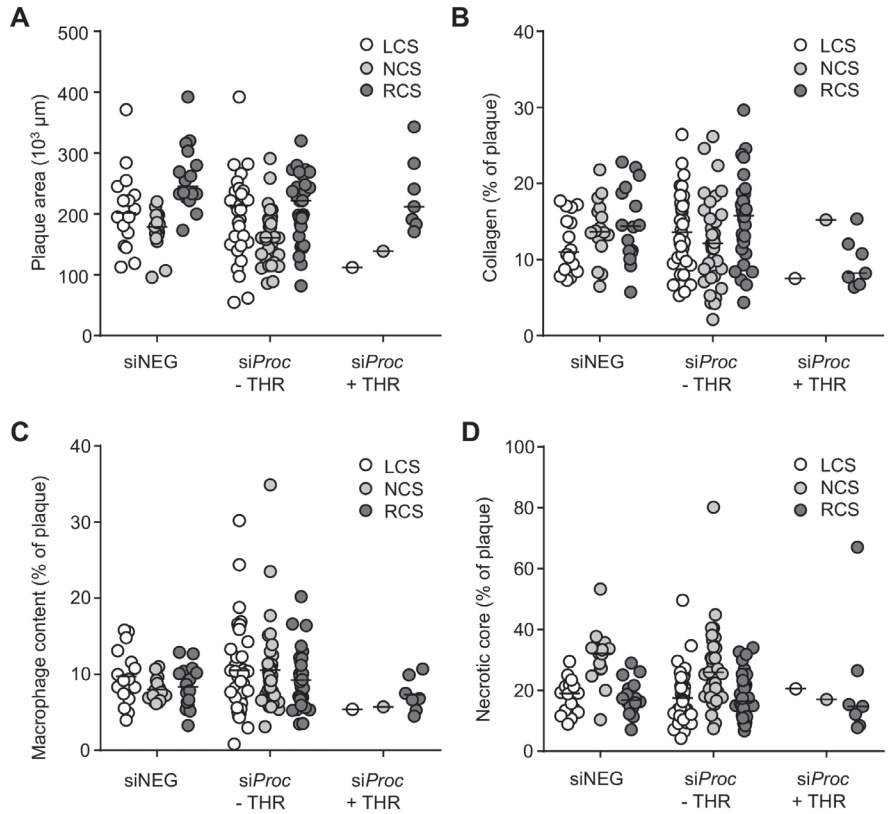 A
Plaque area (10³ µm)
500
400
300
200
100
0
LCS
NCS
RCS
siNEG
siProc
- THR
siProc
+ THR
B
Collagen (% of plaque)
40
30
20
10
0
LCS
NCS
RCS
siNEG
siProc
- THR
siProc
+ THR
C
Macrophage content (% of plaque)
40
30
20
10
0
LCS
NCS
RCS
siNEG
siProc
- THR
siProc
+ THR
D
Necrotic core (% of plaque)
100
80
60
40
20
0
LCS
NCS
RCS
siNEG
siProc
- THR
siProc
+ THR